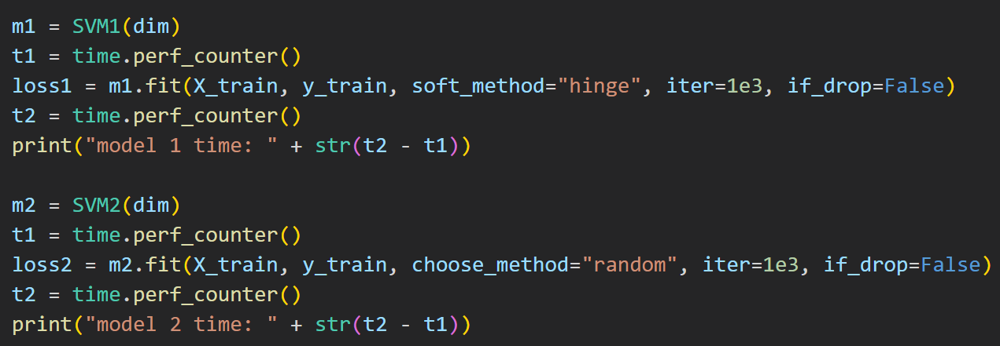 m1 = SVM1(dim)
t1 = time.perf_counter()
loss1 = m1.fit(X_train, y_train, soft_method="hinge", iter=1e3, if_drop=False)
t2 = time.perf_counter()
print("model 1 time: " + str(t2 - t1))
m2 = SVM2(dim)
t1 = time.perf_counter()
loss2 = m2.fit(X_train, y_train, choose_method="random", iter=1e3, if_drop=False)
t2 = time.perf_counter()
print("model 2 time: " + str(t2 - t1))